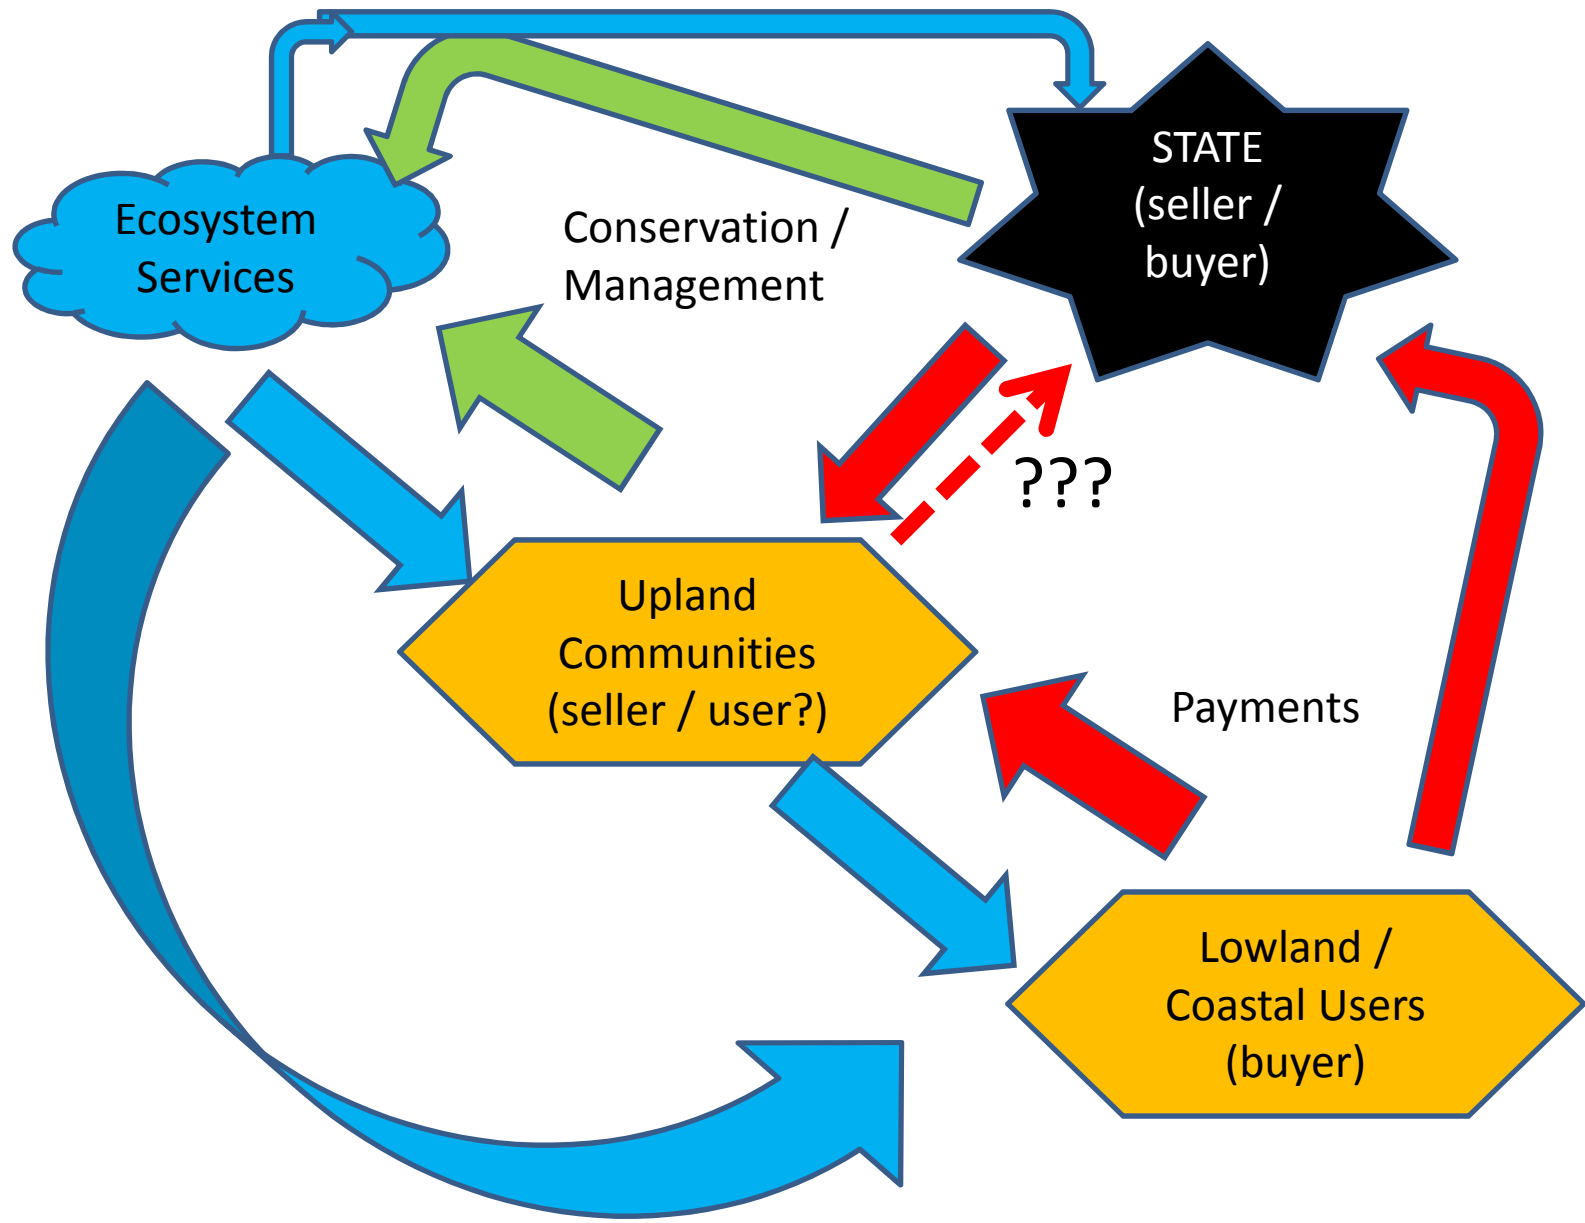 STATE
(seller /
buyer)
Ecosystem
Services
Conservation /
Management
???
Upland
Communities
(seller / user?)
Payments
Lowland /
Coastal Users
(buyer)